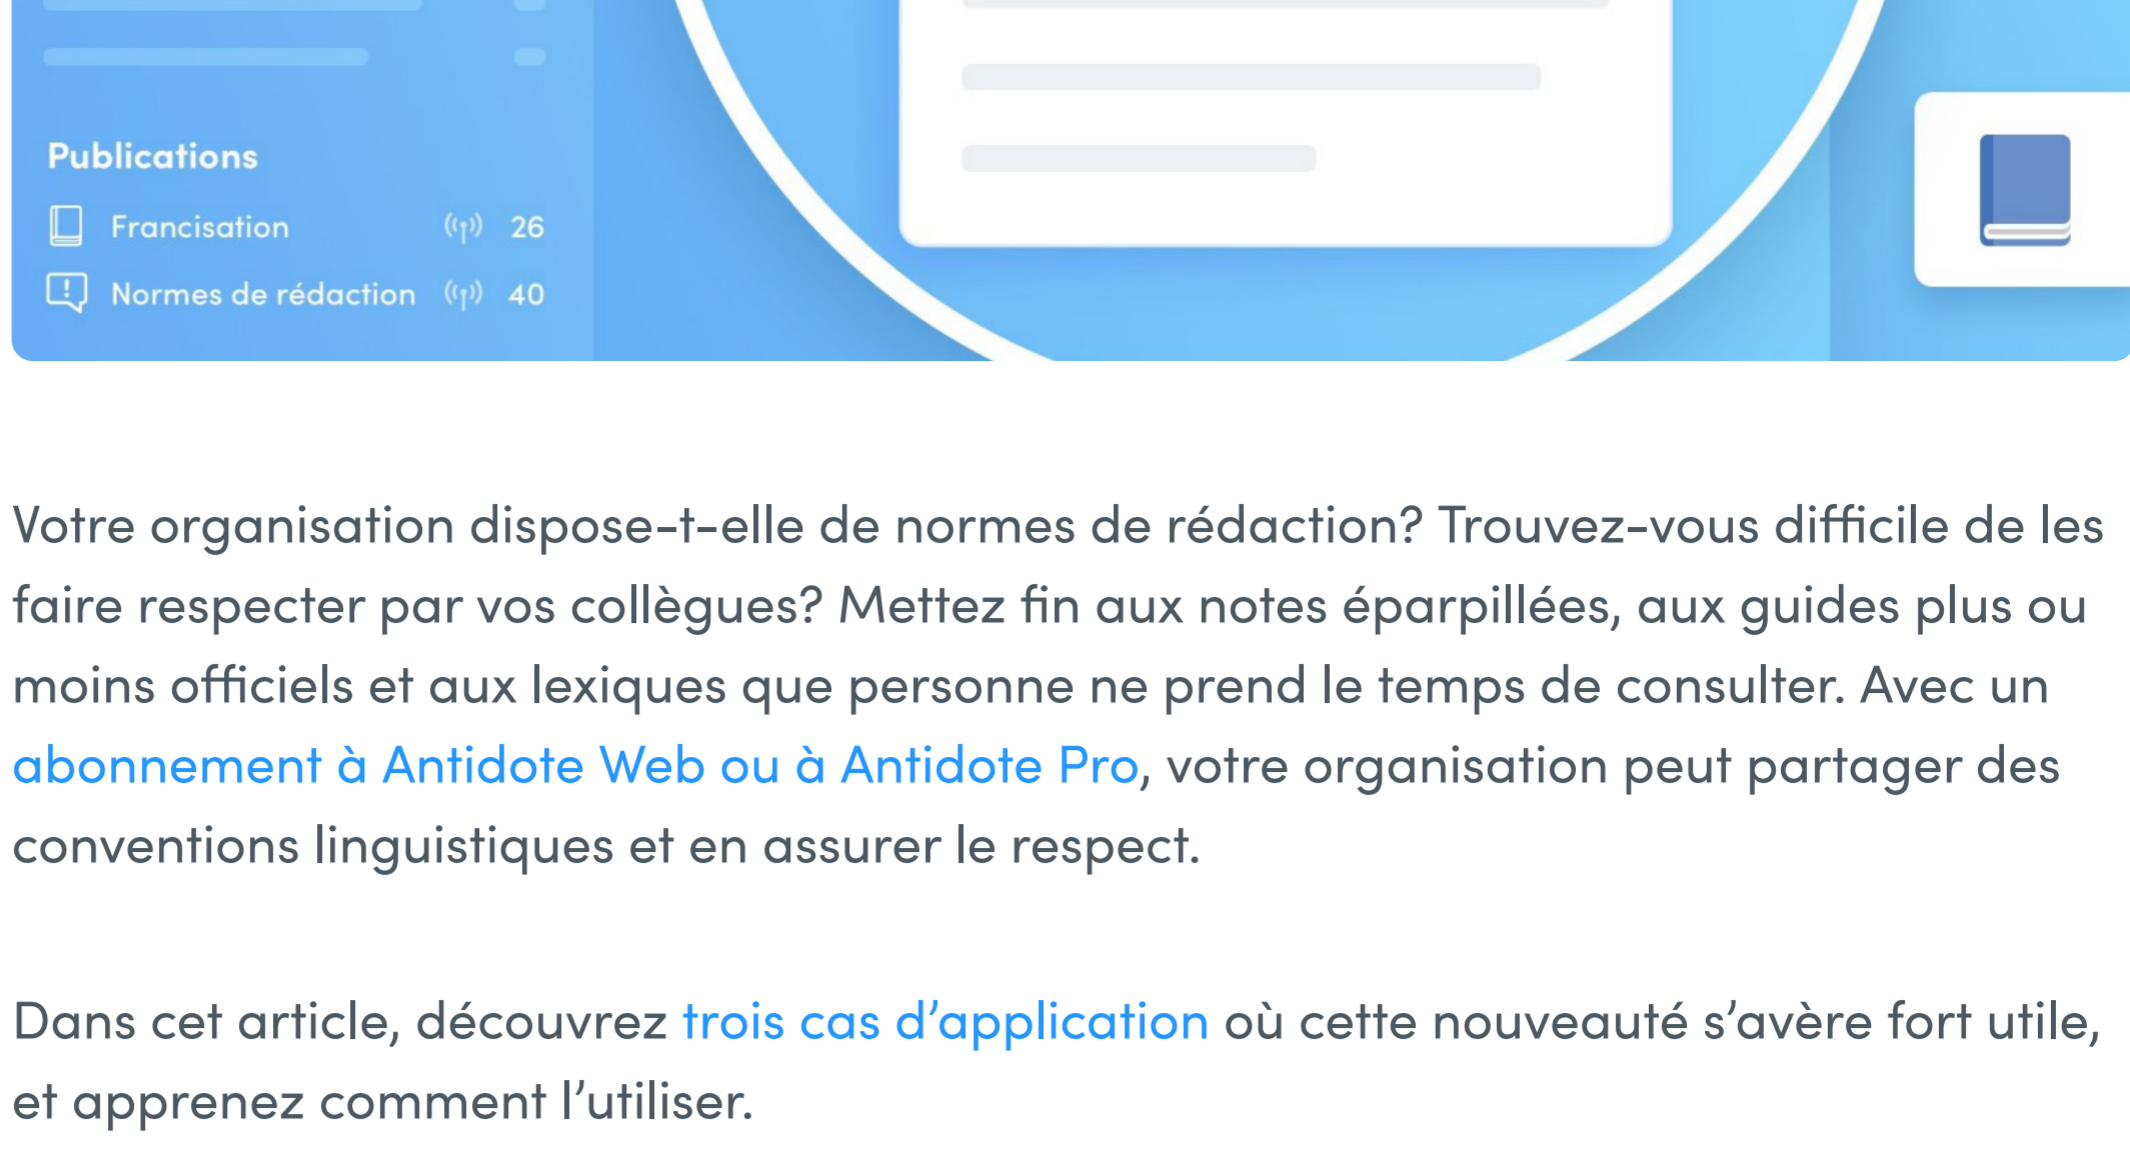 Publications
Francisation 26
Normes de rédaction 40
Votre organisation dispose-t-elle de normes de rédaction? Trouvez-vous difficile de les
faire respecter par vos collègues? Mettez fin aux notes éparpillées, aux guides plus ou
moins officiels et aux lexiques que personne ne prend le temps de consulter. Avec un
abonnement à Antidote Web ou à Antidote Pro, votre organisation peut partager des
conventions linguistiques et en assurer le respect.
Dans cet article, découvrez trois cas d’application où cette nouveauté s’avère fort utile,
et apprenez comment l’utiliser.